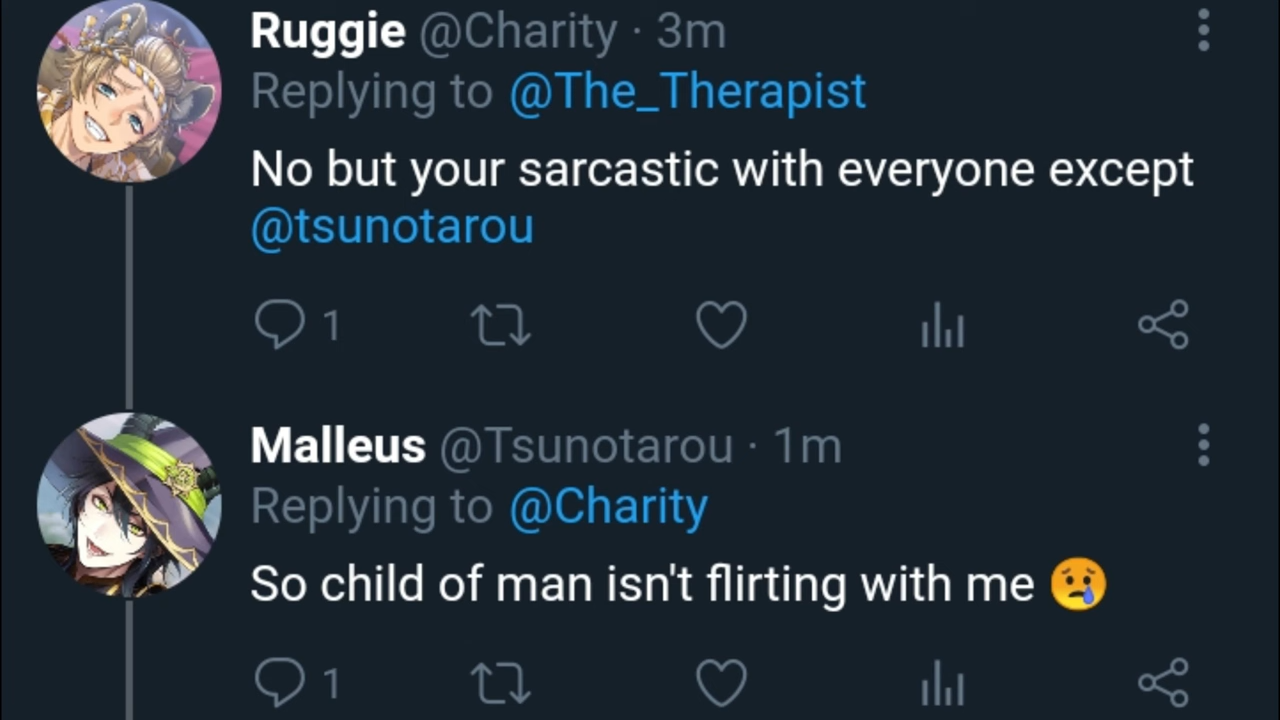 Ruggie @Charity · 3m
Replying to @The_Therapist
No but your sarcastic with everyone except
@tsunotarou
1
Malleus @Tsunotarou · 1m
Replying to @Charity
So child of man isn't flirting with me 😢
1